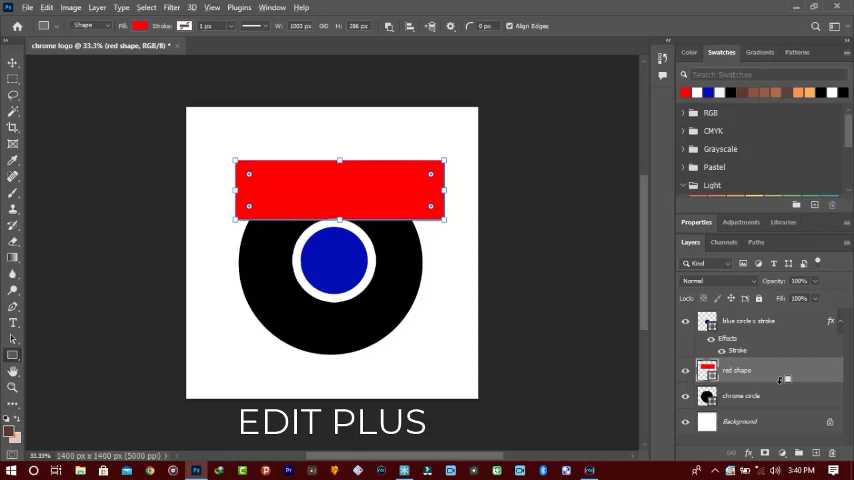 Ps File Edit Image Layer Type Select Filter 3D View Plugins Window Help
Shape Fill: Stroke: 1 px W: 1003 px H: 286 px 0 px Align Edges
chrome logo @ 33.3% (red shape, RGB/8) *
Color Swatches Gradients Patterns
Search Swatches
RGB
CMYK
Grayscale
Pastel
Light
Properties Adjustments Libraries
Layers Channels Paths
Kind
Normal Opacity: 100%
Lock: Fill: 100%
blue circle x stroke fx
Effects
Stroke
red shape
chrome circle
Background
EDIT PLUS
33.33% 1400 px x 1400 px (5000 ppi)
3:40 PM